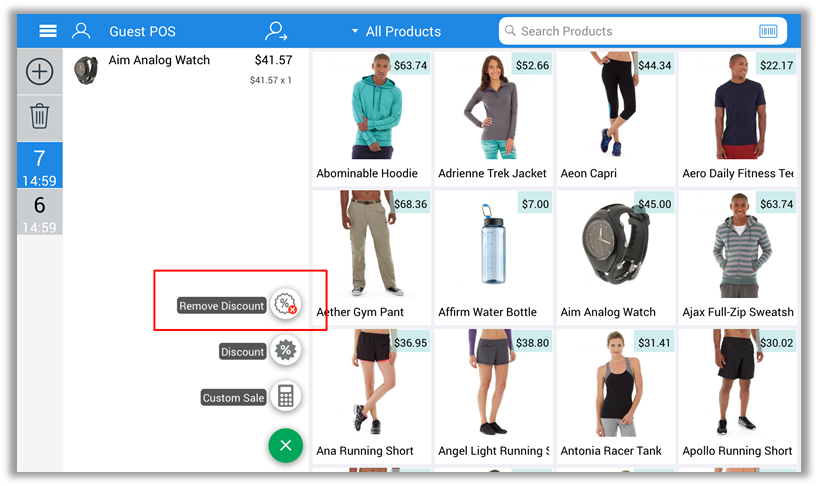 Guest POS
All Products
Search Products
Aim Analog Watch $41.57
$41.57 x 1
7
14:59
6
14:59
Remove Discount
%
Discount
%
Custom Sale
$63.74 $52.66 $44.34 $22.17
Abominable Hoodie Adrienne Trek Jacket Aeon Capri Aero Daily Fitness Tee
$68.36 $7.00 $45.00 $63.74
Aether Gym Pant Affirm Water Bottle Aim Analog Watch Ajax Full-Zip Sweatsh
$36.95 $38.80 $31.41 $30.02
Ana Running Short Angel Light Running S Antonia Racer Tank Apollo Running Short